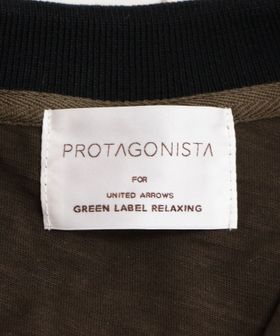 PROTAGONISTA
FOR
UNITED ARROWS
GREEN LABEL RELAXING